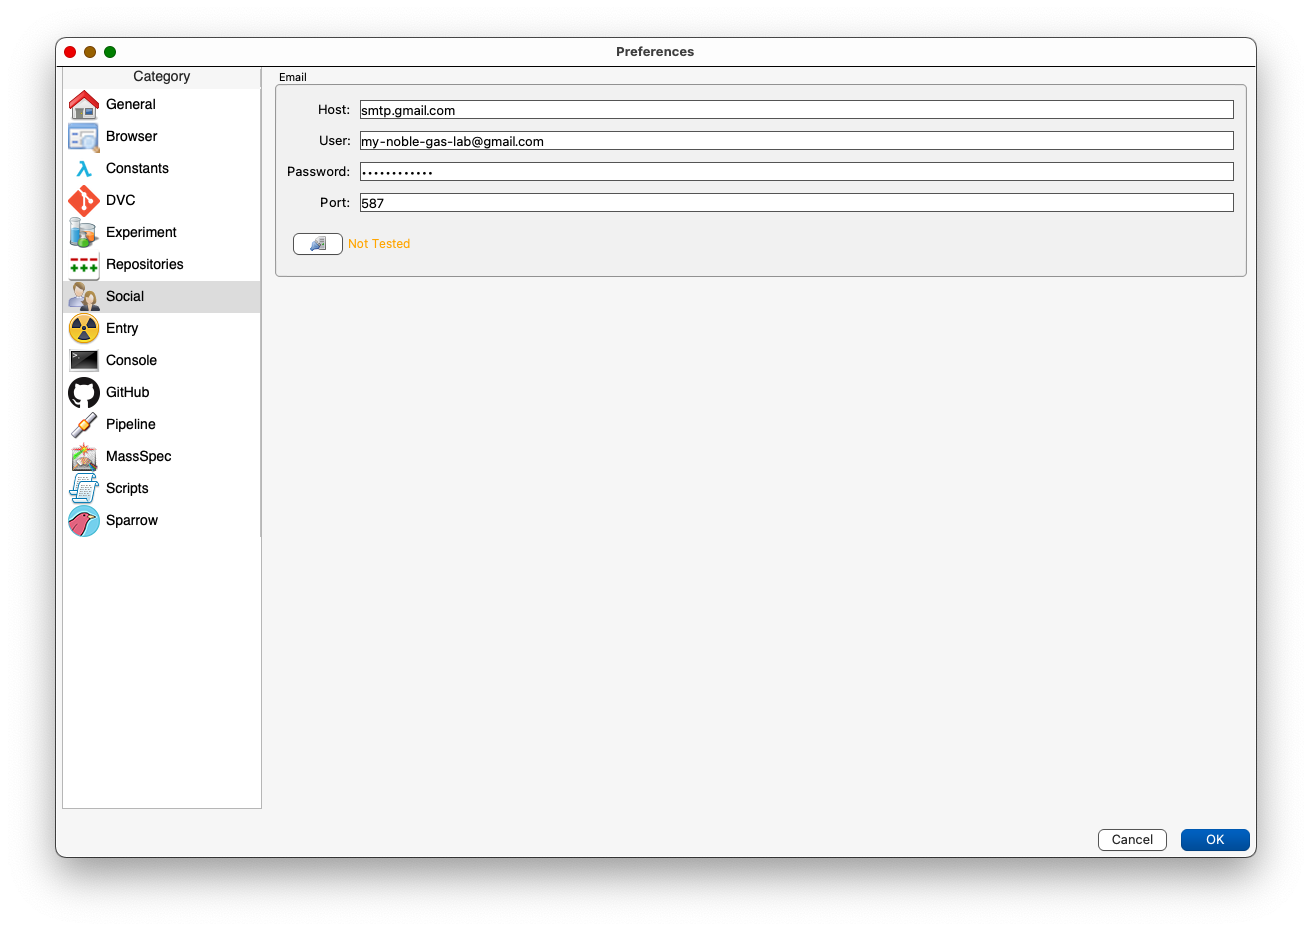 Preferences
Category
General
Browser
Constants
DVC
Experiment
Repositories
Social
Entry
Console
GitHub
Pipeline
MassSpec
Scripts
Sparrow
Email
Host: smtp.gmail.com
User: my-noble-gas-lab@gmail.com
Password: ••••••••••••
Port: 587
Not Tested
Cancel OK